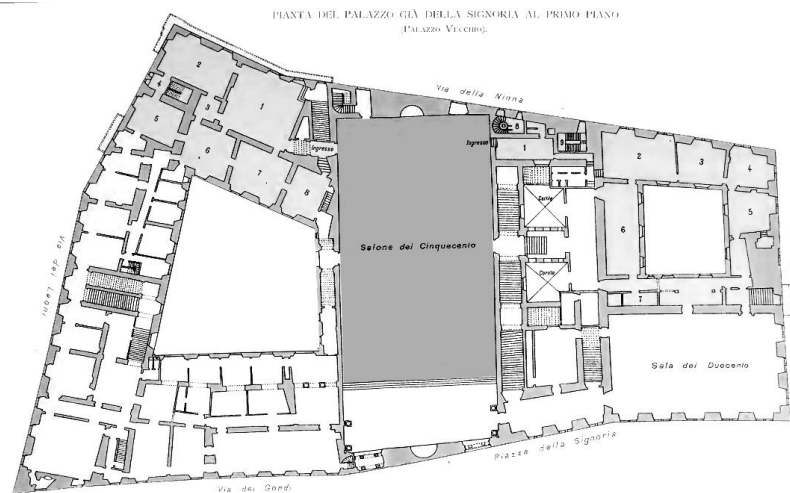 PIANTA DEL PALAZZO GIÀ DELLA SIGNORIA AL PRIMO PIANO
(PALAZZO VECCHIO).
Via della Ninna
2
4
3
1
5
6
7
8
Ingresso
Ingresso
1
8
9
2
3
4
5
6
7
Cortile
Cortile
Salone dei Cinquecento
Sala dei Duecento
Via dei Leoni
Piazza della Signoria
Via dei Gondi